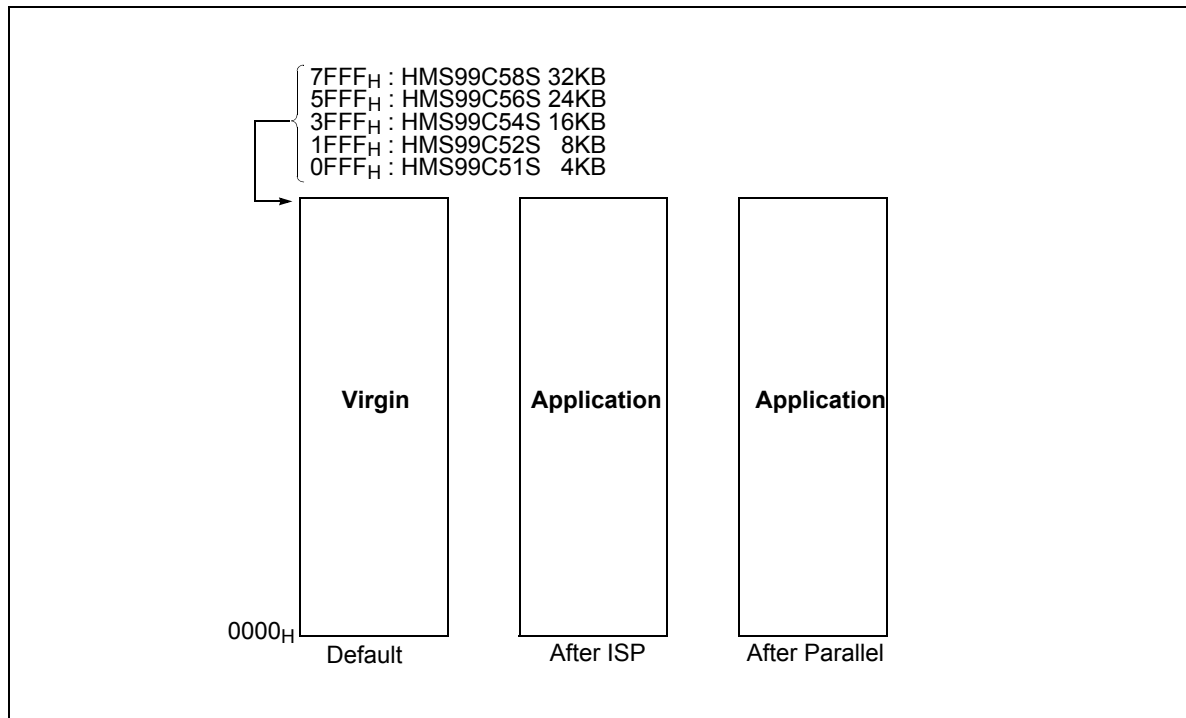 7FFFH : HMS99C58S 32KB
5FFFH : HMS99C56S 24KB
3FFFH : HMS99C54S 16KB
1FFFH : HMS99C52S 8KB
0FFFH : HMS99C51S 4KB
Virgin Application Application
0000H
Default After ISP After Parallel